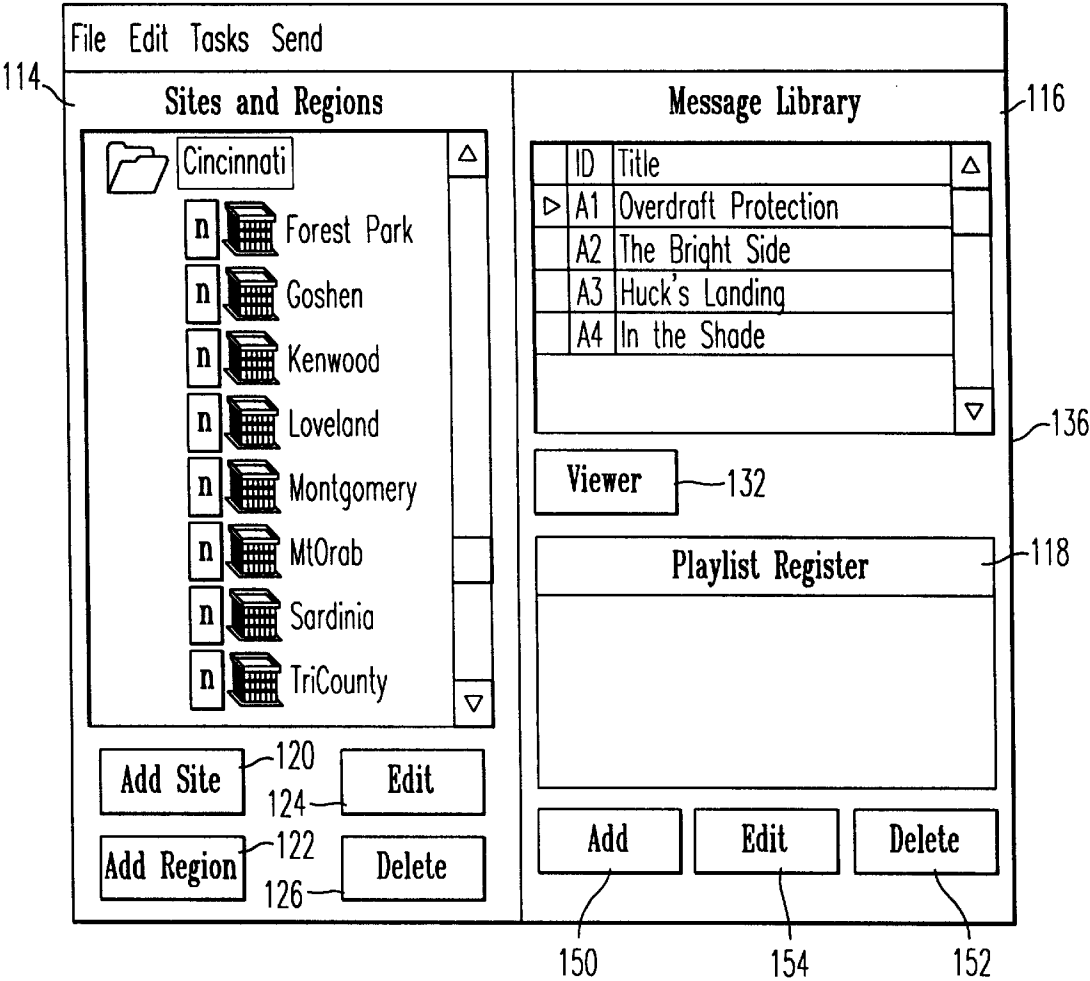 File Edit Tasks Send
114
Sites and Regions
Cincinnati
n Forest Park
n Goshen
n Kenwood
n Loveland
n Montgomery
n MtOrab
n Sardinia
n TriCounty
Add Site
120
124
Edit
Add Region
122
126
Delete
Message Library
116
ID Title
A1 Overdraft Protection
A2 The Bright Side
A3 Huck's Landing
A4 In the Shade
136
Viewer
132
Playlist Register
118
Add
Edit
Delete
150
154
152